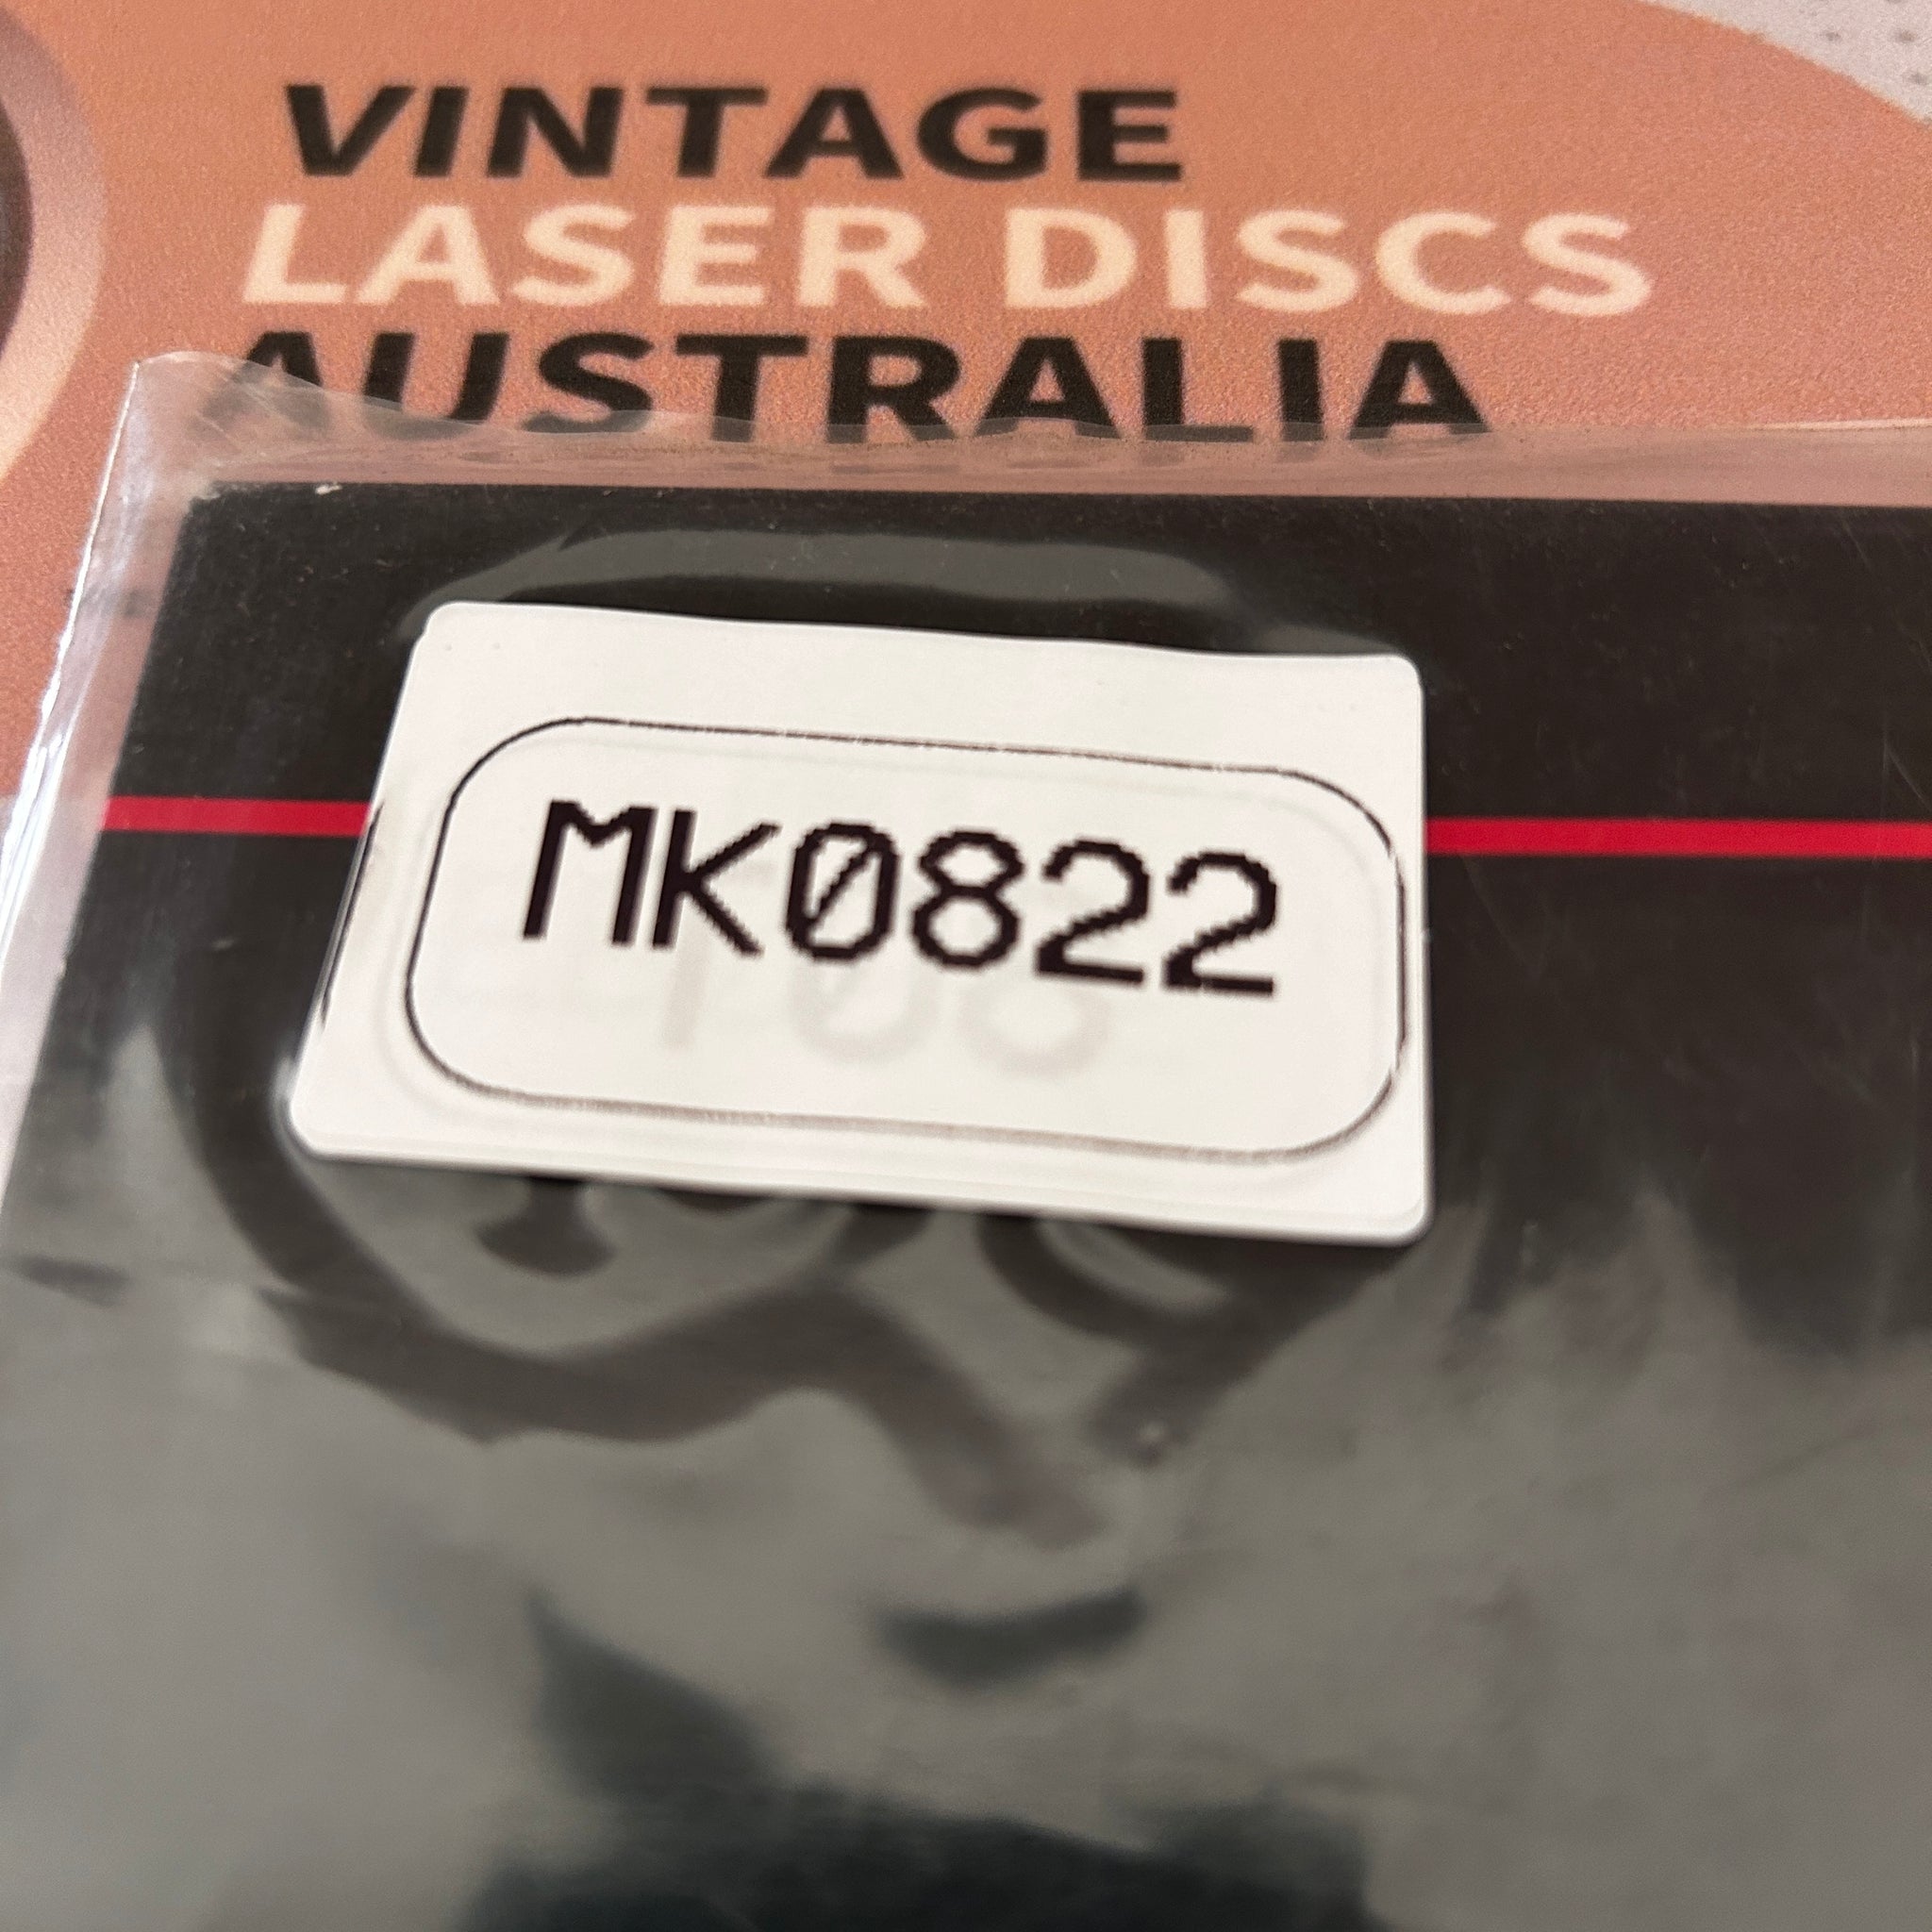 VINTAGE
LASER DISCS
AUSTRALIA
MK0822